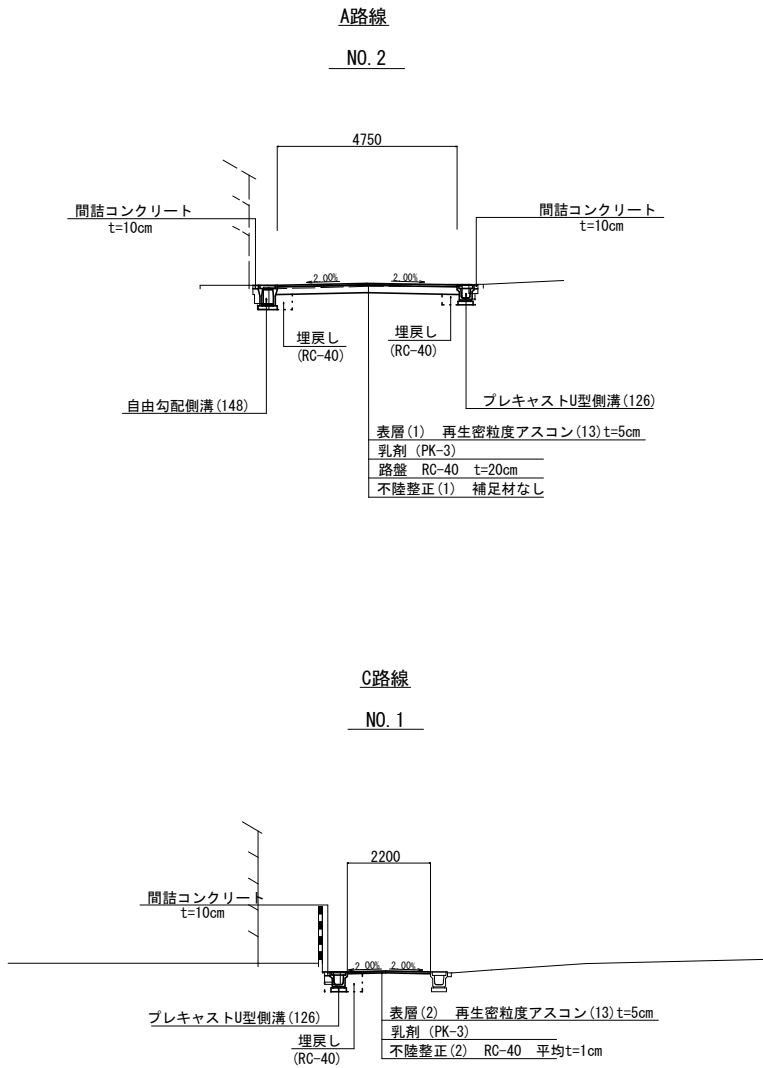 A路線
NO. 2
4750
間詰コンクリート
t=10cm
間詰コンクリート
t=10cm
2.00%
2.00%
埋戻し
(RC-40)
埋戻し
(RC-40)
自由勾配側溝(148)
プレキャストU型側溝(126)
表層(1) 再生密粒度アスコン(13)t=5cm
乳剤 (PK-3)
路盤 RC-40 t=20cm
不陸整正(1) 補足材なし
C路線
NO. 1
2200
間詰コンクリート
t=10cm
2.00%
2.00%
プレキャストU型側溝(126)
埋戻し
(RC-40)
表層(2) 再生密粒度アスコン(13)t=5cm
乳剤 (PK-3)
不陸整正(2) RC-40 平均t=1cm